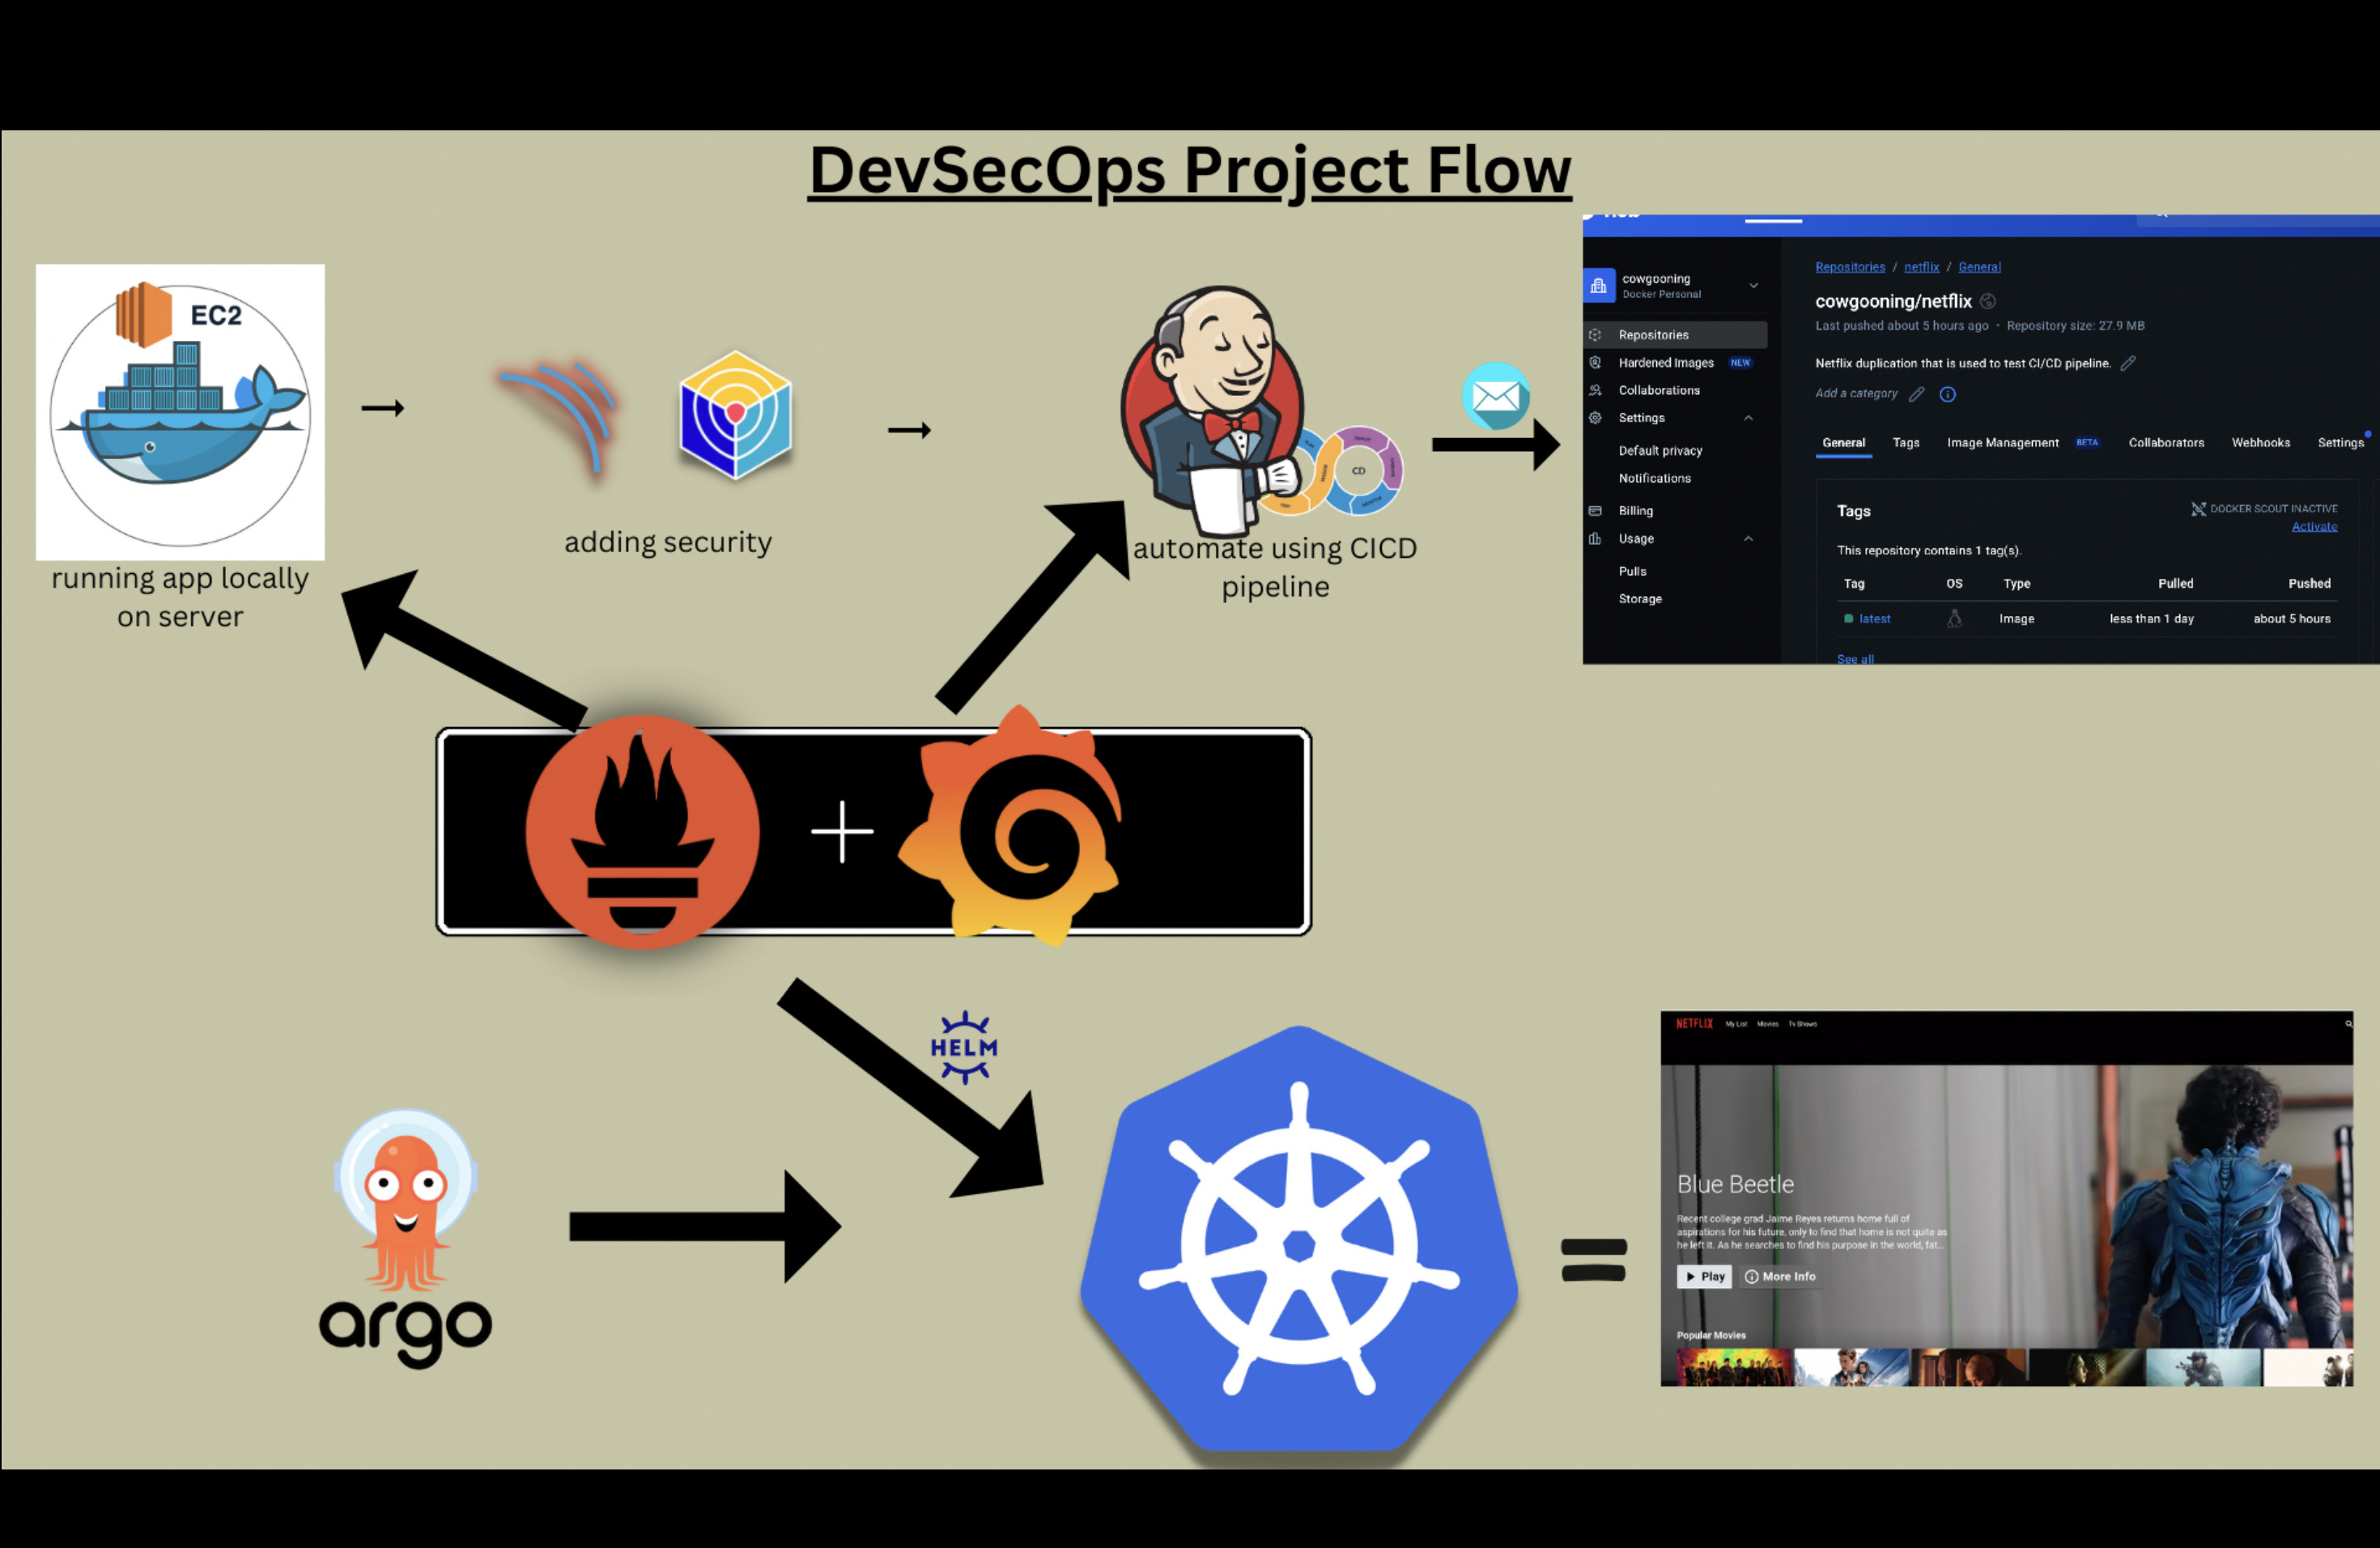 DevSecOps Project Flow
EC2
running app locally
on server
adding security
CD
automate using CICD
pipeline
cowgooning
Docker Personal
Repositories
Hardened Images NEW
Collaborations
Settings
Default privacy
Notifications
Billing
Usage
Pulls
Storage
Repositories / netflix / General
cowgooning/netflix
Last pushed about 5 hours ago · Repository size: 27.9 MB
Netflix duplication that is used to test CI/CD pipeline.
Add a category
General Tags Image Management BETA Collaborators Webhooks Settings
Tags
DOCKER SCOUT INACTIVE
Activate
This repository contains 1 tag(s).
Tag OS Type Pulled Pushed
latest Image less than 1 day about 5 hours
See all
HELM
argo
NETFLIX My List Movies Tv Shows
Blue Beetle
Recent college grad Jaime Reyes returns home full of
aspirations for his future, only to find that home is not quite as
he left it. As he searches to find his purpose in the world, fat...
Play More Info
Popular Movies